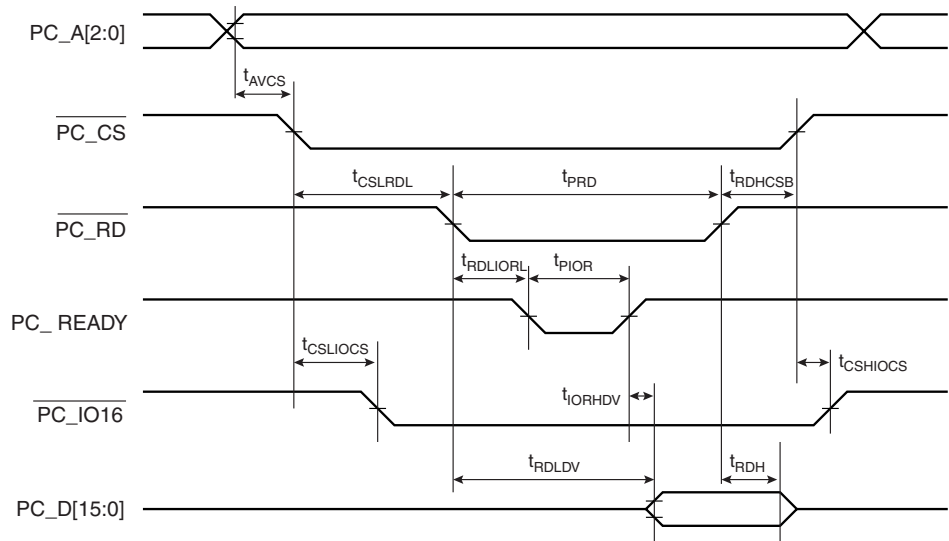 PC_A[2:0]
tAVCS
PC_CS
tCSLRDL
tPRD
tRDHCSB
PC_RD
tRDLIORL
tPIOR
PC_ READY
tCSLIOCS
tCSHIOCS
PC_IO16
tIORHDV
tRDLDV
tRDH
PC_D[15:0]